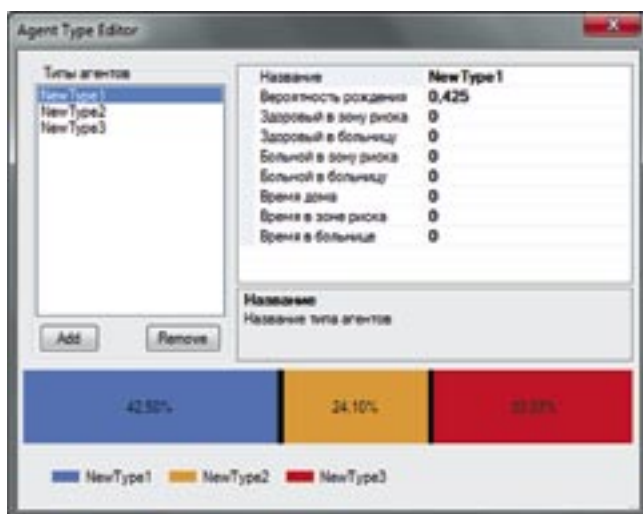 Agent Type Editor
Типы агентов
NewType1
NewType2
NewType3
Add
Remove
Название NewType1
Вероятность рождения 0,425
Здоровый в зону риска 0
Здоровый в больницу 0
Больной в зону риска 0
Больной в больницу 0
Время дома 0
Время в зоне риска 0
Время в больнице 0
Название
Название типа агентов
42.50%
24.10%
NewType1
NewType2
NewType3